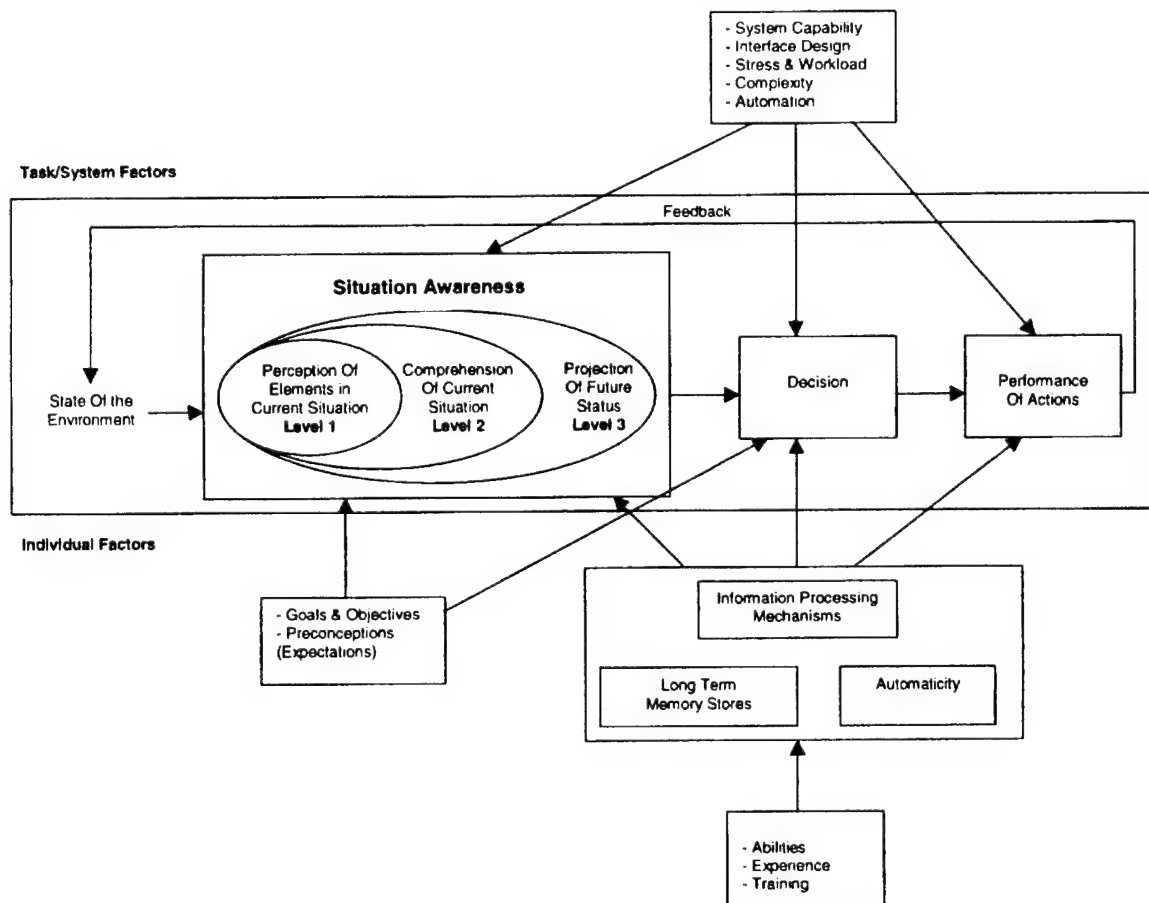 - System Capability
- Interface Design
- Stress & Workload
- Complexity
- Automation
Task/System Factors
Feedback
Situation Awareness
State Of the
Environment
Perception Of
Elements in
Current Situation
Level 1
Comprehension
Of Current
Situation
Level 2
Projection
Of Future
Status
Level 3
Decision
Performance
Of Actions
Individual Factors
- Goals & Objectives
- Preconceptions
(Expectations)
Information Processing
Mechanisms
Long Term
Memory Stores
Automaticity
- Abilities
- Experience
- Training